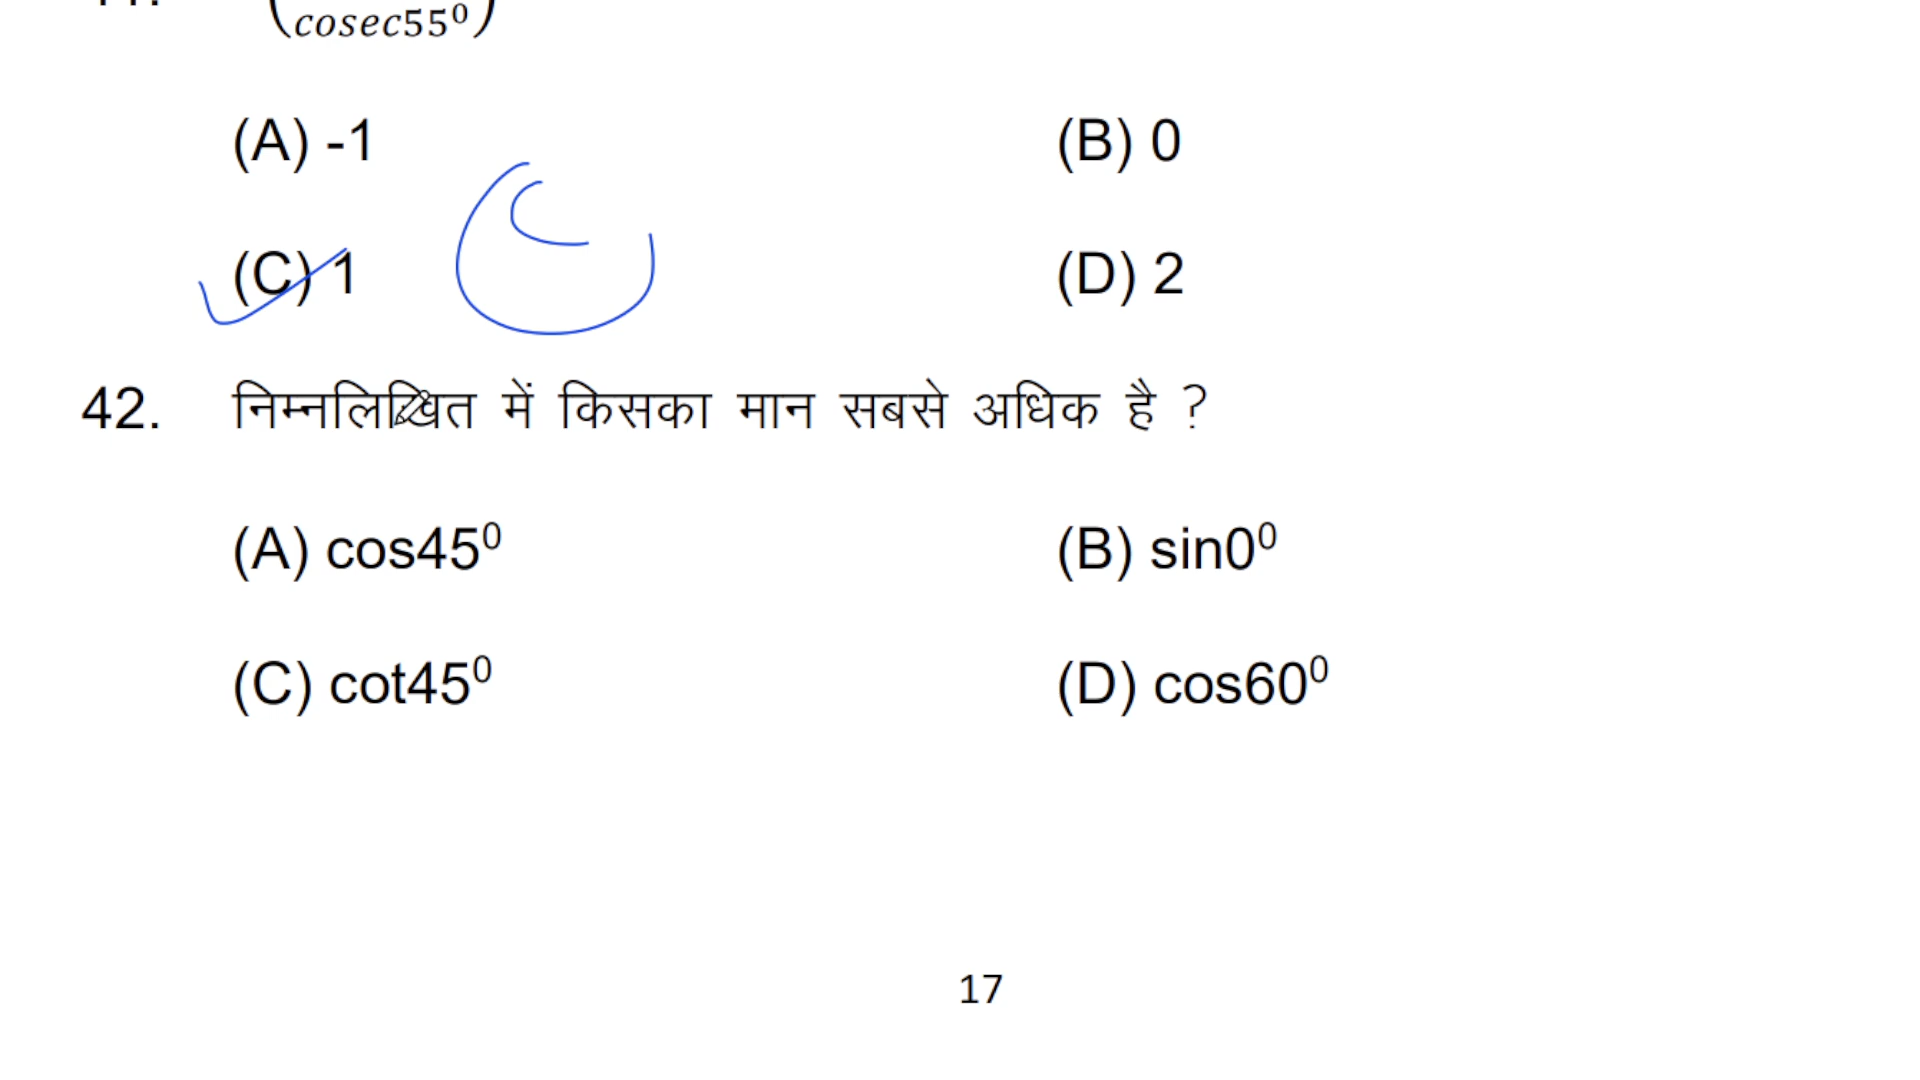 cosec55⁰
(A) -1 (B) 0
(C) 1 (D) 2
42. निम्नलिखित में किसका मान सबसे अधिक है ?
(A) cos45⁰ (B) sin0⁰
(C) cot45⁰ (D) cos60⁰
17